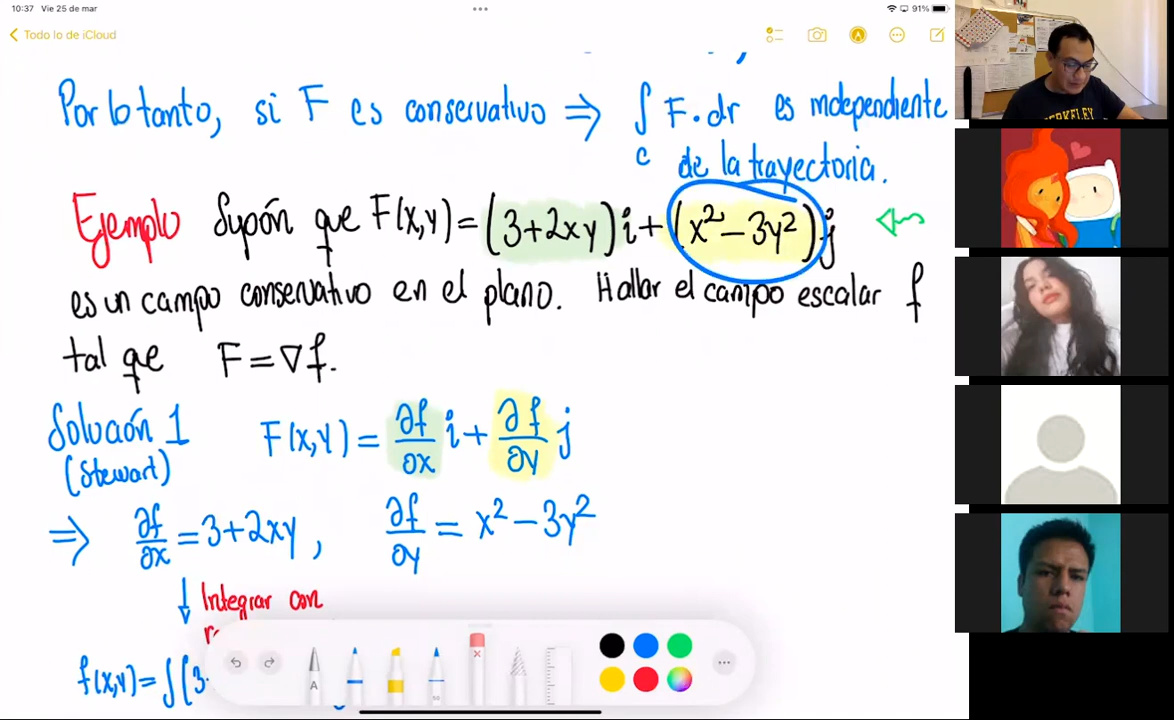 10:37 Vie 25 de mar
91%
Todo lo de iCloud
Por lo tanto, si F es conservativo ⇒ ∫ F · dr es independiente
C de la trayectoria.
Ejemplo Supón que F(x,y) = (3+2xy)i + (x² − 3y²)j
es un campo conservativo en el plano. Hallar el campo escalar f
tal que F = ∇f.
Solución 1 F(x,y) = ∂f/∂x i + ∂f/∂y j
(Stewart)
⇒ ∂f/∂x = 3+2xy, ∂f/∂y = x² − 3y²
↓ Integrar con
f(x,y) = ∫(3
A
BERKELEY